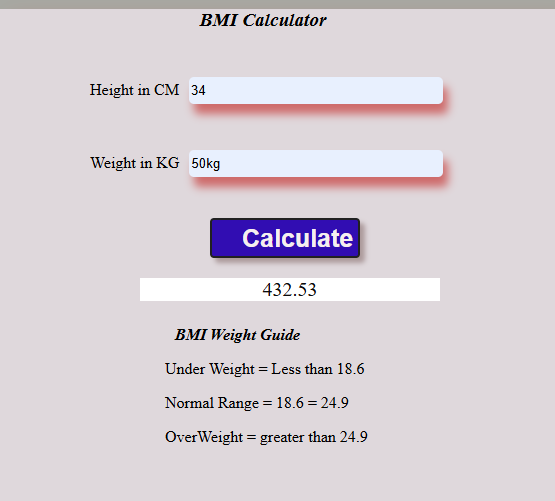 BMI Calculator
Height in CM 34
Weight in KG 50kg
Calculate
432.53
BMI Weight Guide
Under Weight = Less than 18.6
Normal Range = 18.6 = 24.9
OverWeight = greater than 24.9